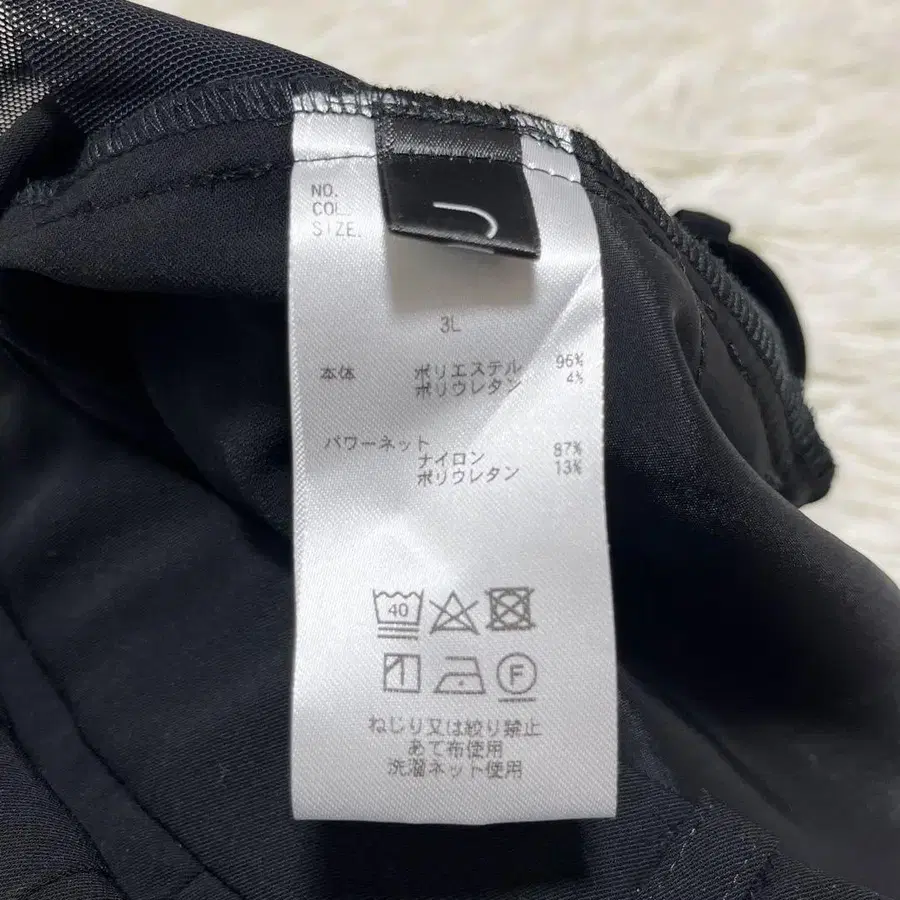 NO.
COL.
SIZE.
3L
本体 ポリエステル 96%
ポリウレタン 4%
パワーネット
ナイロン 87%
ポリウレタン 13%
40
F
ねじり又は絞り禁止
あて布使用
洗濯ネット使用